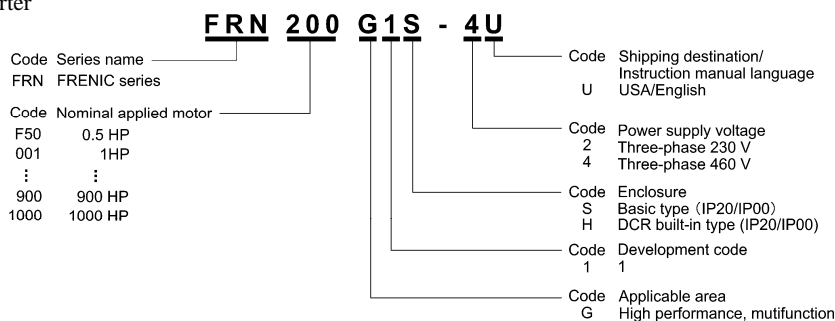 rter
FRN 200 G1S - 4U
Code Series name
FRN FRENIC series
Code Nominal applied motor
F50 0.5 HP
001 1HP
⋮ ⋮
900 900 HP
1000 1000 HP
Code Shipping destination/
Instruction manual language
U USA/English
Code Power supply voltage
2 Three-phase 230 V
4 Three-phase 460 V
Code Enclosure
S Basic type (IP20/IP00)
H DCR built-in type (IP20/IP00)
Code Development code
1 1
Code Applicable area
G High performance, mutifunction